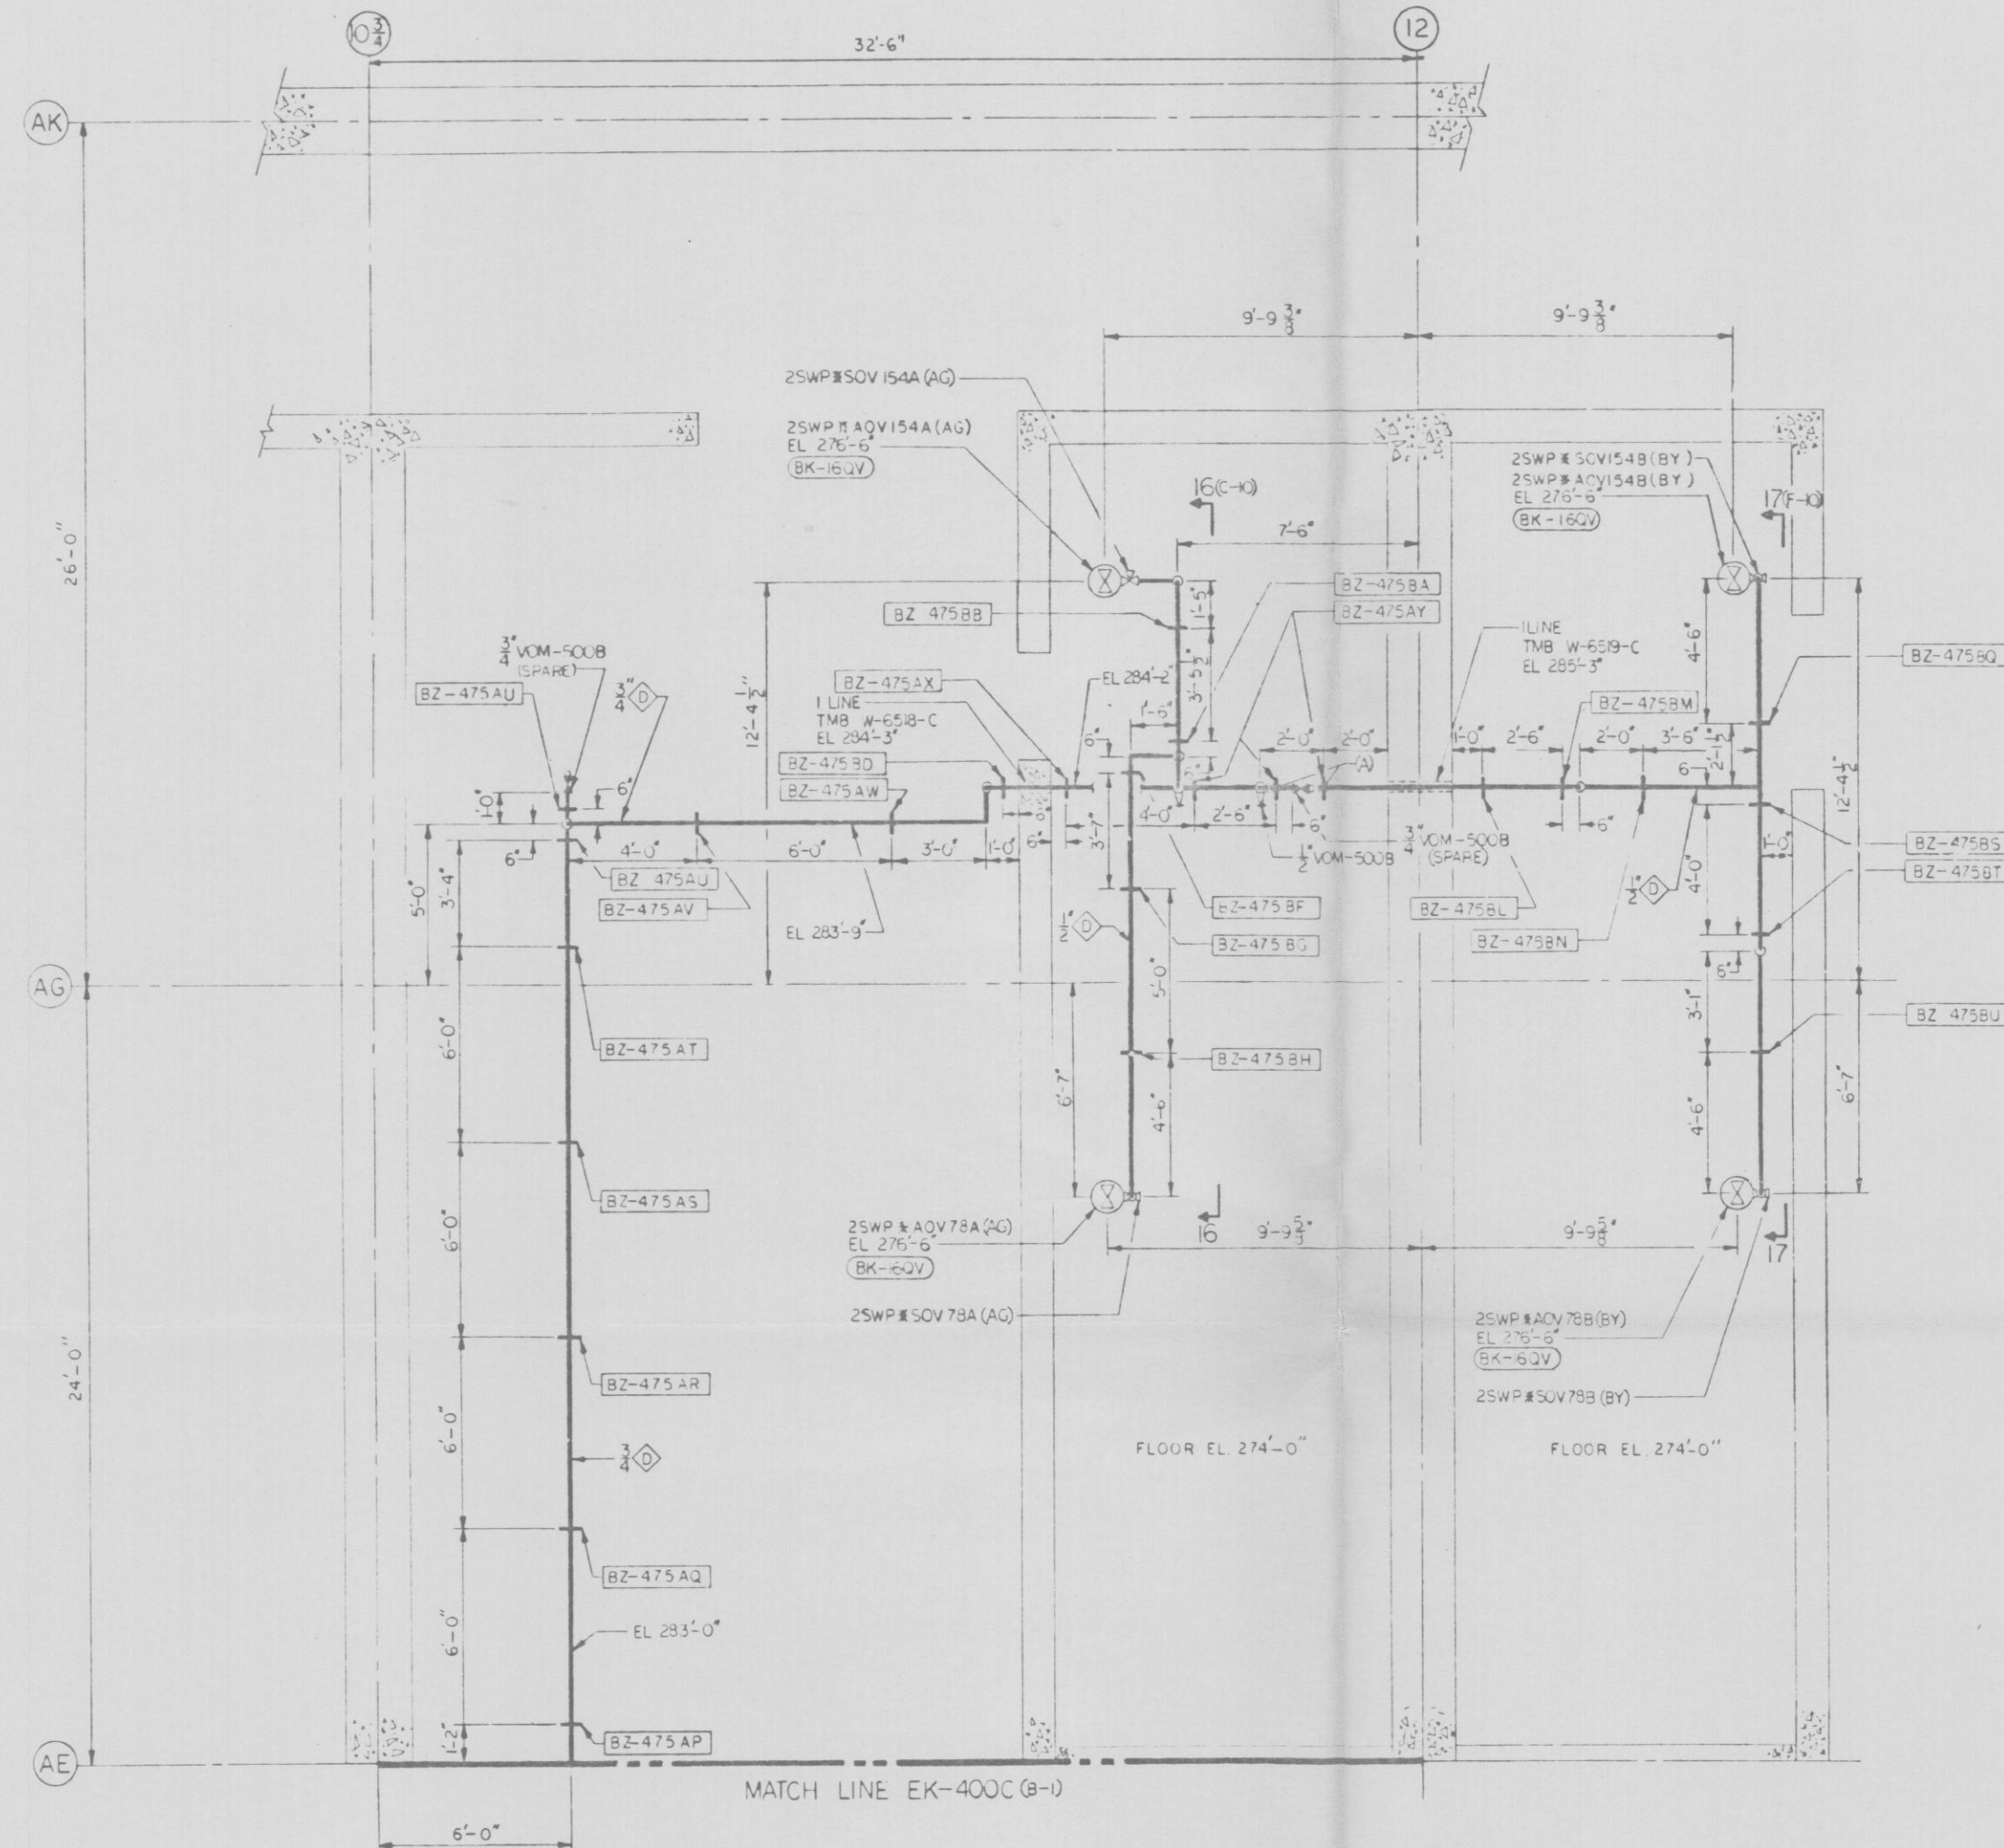 10 3/4
12
32'-6"
AK
9'-9 3/8"
9'-9 3/8"
2SWP*SOV154A(AG)
2SWP*AOV154A(AG)
EL 276'-6"
BK-16QV
2SWP*SOV154B(BY)
2SWP*AOV154B(BY)
EL 276'-6"
BK-16QV
16(C-10)
17(F-10)
7'-6"
26'-0"
BZ-475BA
BZ-475AY
BZ 475BB
1'-5"
3'-5 1/2"
1 LINE
TMB W-6519-C
EL 285'-3"
4'-6"
BZ-475BQ
3/4" VOM-500B
(SPARE)
BZ-475AU
3/4" D
12'-4 1/2"
BZ-475AX
1 LINE
TMB W-6518-C
EL 284'-3"
EL 284'-2"
1'-6"
6"
BZ-475BD
BZ-475AW
2'-0"
2'-0"
(A)
1'-0"
2'-6"
BZ-475BM
2'-0"
3'-6"
2'-1 1/2"
6"
12'-4 1/2"
1'-0"
6"
6"
4'-0"
6'-0"
3'-0"
1'-0"
6"
6"
3'-7"
4'-0"
2'-6"
6"
1/2" VOM-500B
3/4" VOM-500B
(SPARE)
6"
1'-0"
BZ-475BS
BZ-475BT
5'-0"
3'-4"
BZ 475AU
BZ-475AV
EL 283'-9"
1/2" D
BZ-475BF
BZ-475BG
BZ-475BL
BZ-475BN
1/2" D
4'-0"
6"
AG
6'-0"
BZ-475AT
5'-0"
BZ-475BH
3'-1"
BZ 475BU
6'-7"
4'-6"
4'-6"
6'-7"
6'-0"
BZ-475AS
2SWP*AOV78A(AG)
EL 276'-6"
BK-16QV
16
9'-9 5/8"
9'-9 5/8"
17
2SWP*SOV78A(AG)
2SWP*AOV78B(BY)
EL 276'-6"
BK-16QV
2SWP*SOV78B(BY)
24'-0"
BZ-475AR
6'-0"
3/4 D
FLOOR EL. 274'-0"
FLOOR EL. 274'-0"
BZ-475AQ
6'-0"
EL 283'-0"
1'-2"
BZ-475AP
AE
MATCH LINE EK-400C(B-1)
6'-0"